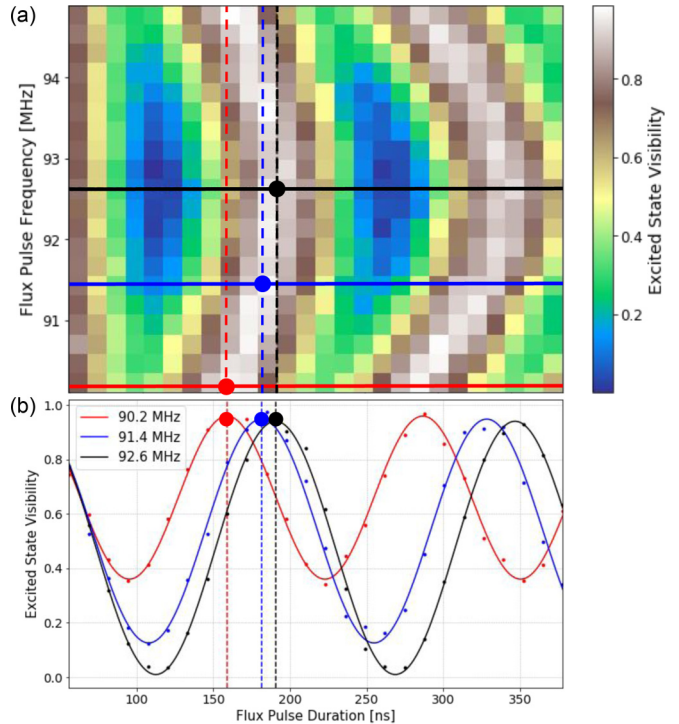 (a)
Flux Pulse Frequency [MHz]
94
93
92
91
0.8
0.6
0.4
0.2
Excited State Visibility
(b)
Excited State Visibility
1.0
0.8
0.6
0.4
0.2
0.0
90.2 MHz
91.4 MHz
92.6 MHz
100
150
200
250
300
350
Flux Pulse Duration [ns]